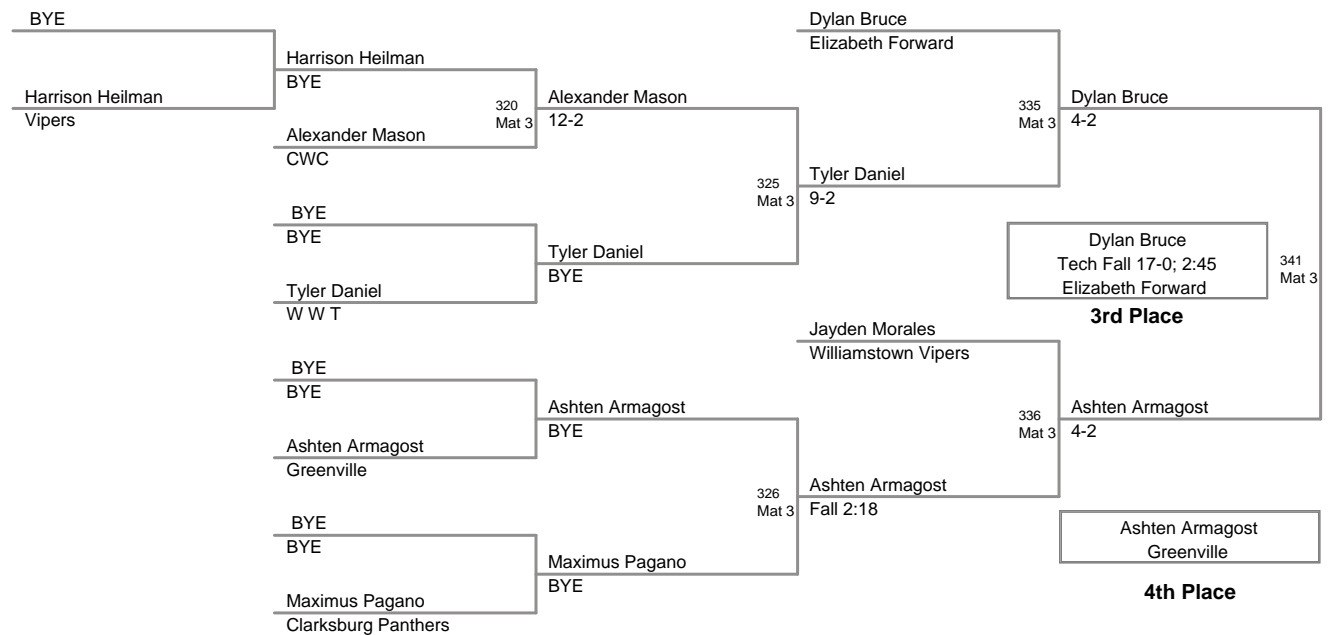 BYE
Harrison Heilman
Vipers
Harrison Heilman
BYE
Alexander Mason
CWC
320
Mat 3
BYE
BYE
Tyler Daniel
W W T
BYE
BYE
Ashten Armagost
Greenville
BYE
BYE
Maximus Pagano
Clarksburg Panthers
Alexander Mason
12-2
Tyler Daniel
BYE
325
Mat 3
Ashten Armagost
BYE
Maximus Pagano
BYE
326
Mat 3
Dylan Bruce
Elizabeth Forward
Tyler Daniel
9-2
335
Mat 3
Jayden Morales
Williamstown Vipers
Ashten Armagost
Fall 2:18
336
Mat 3
Dylan Bruce
4-2
Ashten Armagost
4-2
341
Mat 3
Dylan Bruce
Tech Fall 17-0; 2:45
Elizabeth Forward
3rd Place
Ashten Armagost
Greenville
4th Place